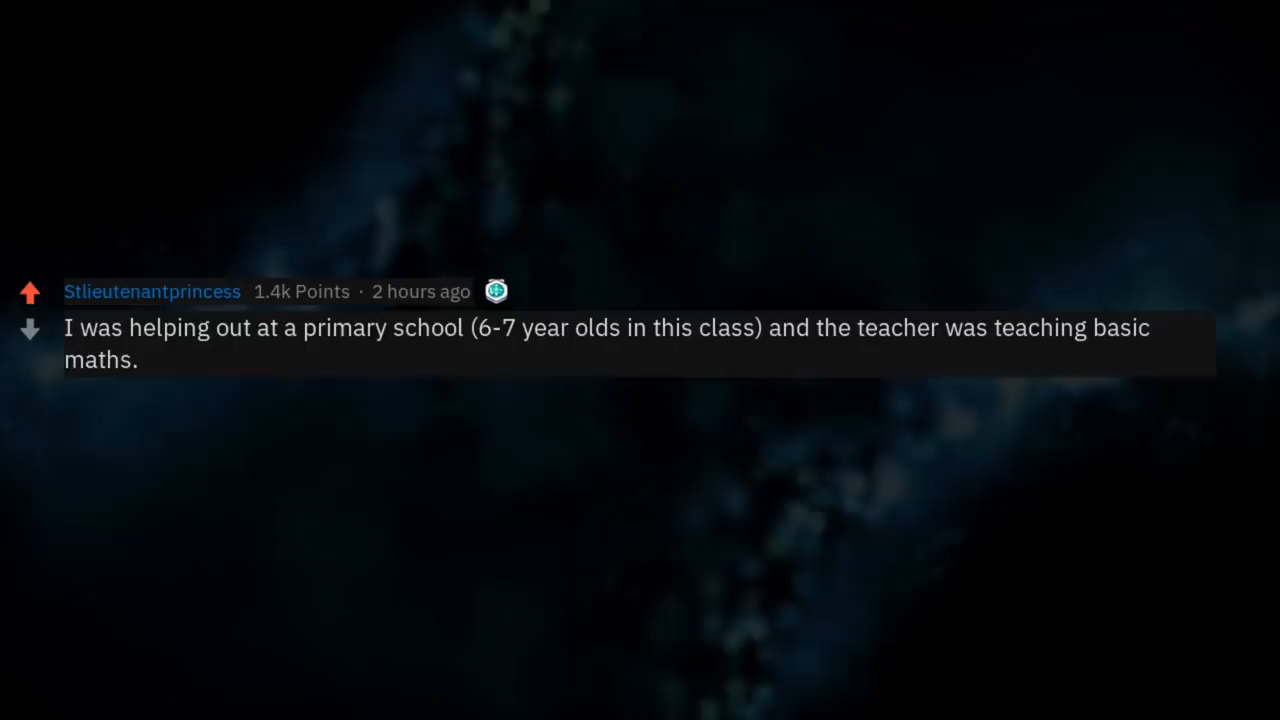 Stlieutenantprincess 1.4k Points · 2 hours ago
I was helping out at a primary school (6-7 year olds in this class) and the teacher was teaching basic
maths.